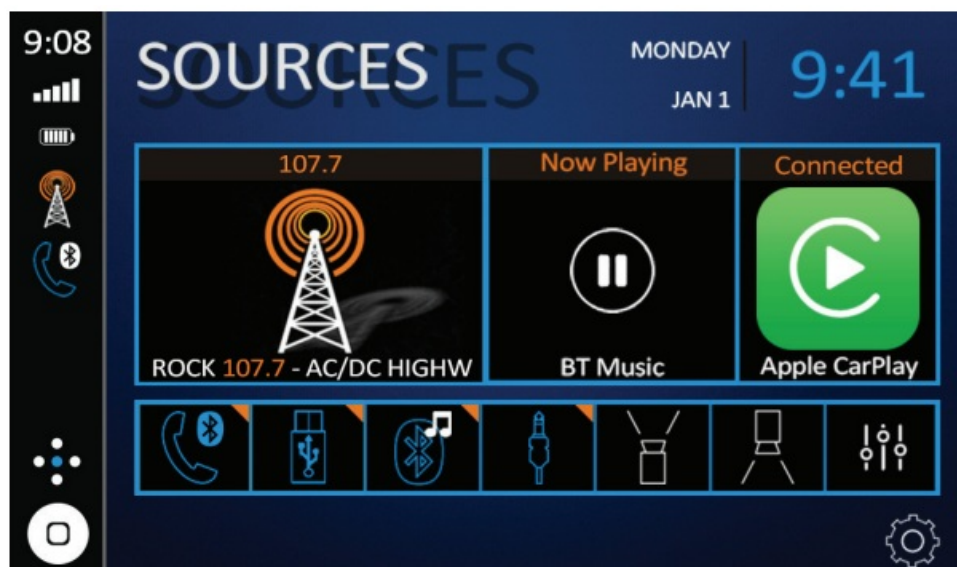 9:08
SOURCES
MONDAY
JAN 1
9:41
107.7
ROCK 107.7 - AC/DC HIGHW
Now Playing
BT Music
Connected
Apple CarPlay